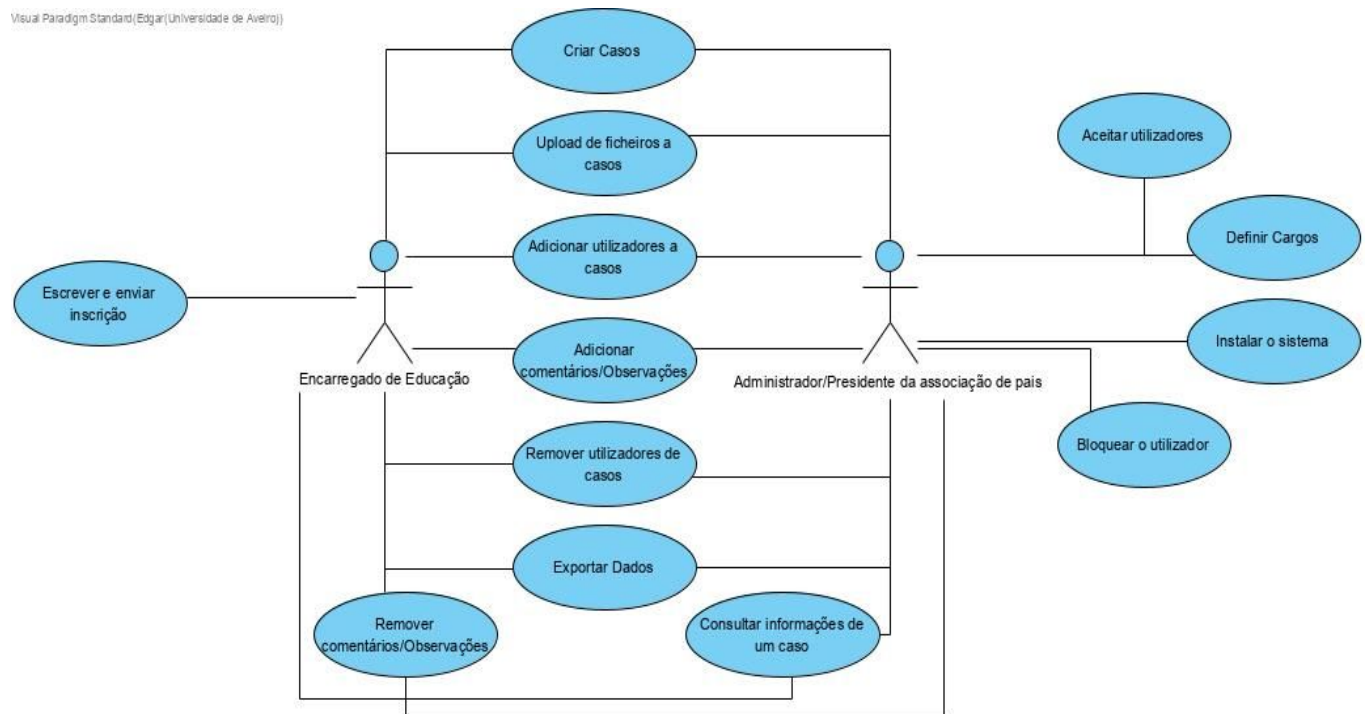 Visual Paradigm Standard(Edgar(Universidade de Aveiro))
Criar Casos
Upload de ficheiros a
casos
Aceitar utilizadores
Adicionar utilizadores a
casos
Definir Cargos
Escrever e enviar
inscrição
Instalar o sistema
Adicionar
comentários/Observações
Encarregado de Educação
Administrador/Presidente da associação de pais
Bloquear o utilizador
Remover utilizadores de
casos
Exportar Dados
Remover
comentários/Observações
Consultar informações de
um caso